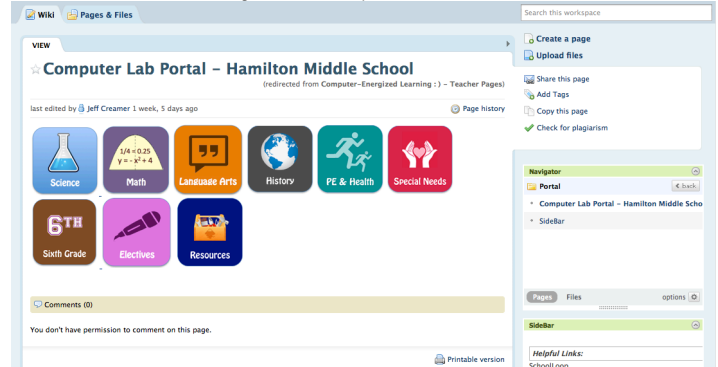 Wiki
Pages & Files
Search this workspace
VIEW
Computer Lab Portal – Hamilton Middle School
(redirected from Computer-Energized Learning : ) – Teacher Pages)
last edited by Jeff Creamer 1 week, 5 days ago
Page history
1/4 = 0.25
y = - x² + 4
Science
Math
Language Arts
History
PE & Health
Special Needs
6TH
Sixth Grade
Electives
Resources
Comments (0)
You don't have permission to comment on this page.
Printable version
Create a page
Upload files
Share this page
Add Tags
Copy this page
Check for plagiarism
Navigator
Portal
back
Computer Lab Portal – Hamilton Middle Scho
SideBar
Pages
Files
options
SideBar
Helpful Links:
SchoolLoop